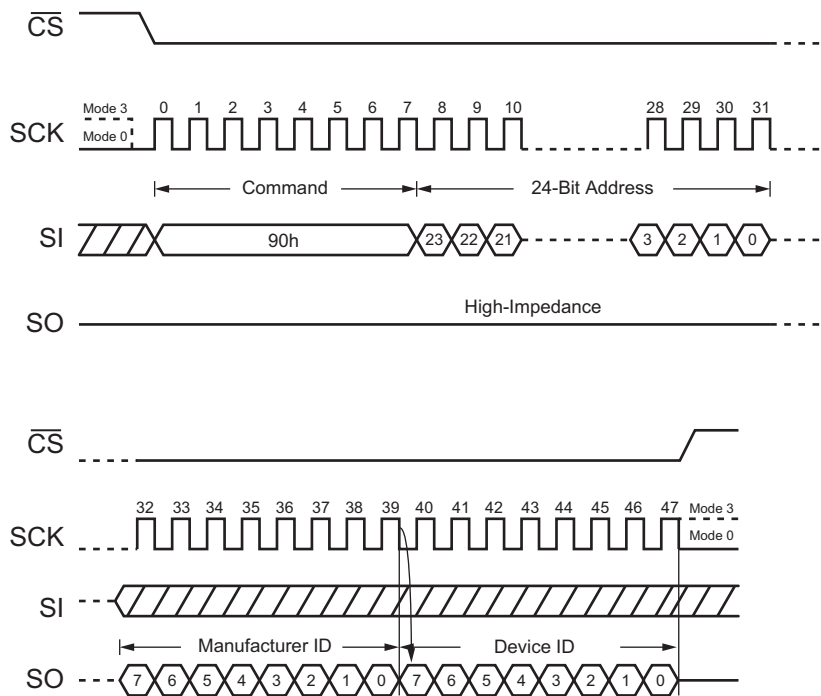 CS
Mode 3
0 1 2 3 4 5 6 7 8 9 10 28 29 30 31
SCK
Mode 0
Command
24-Bit Address
SI
90h
23 22 21 3 2 1 0
High-Impedance
SO
CS
32 33 34 35 36 37 38 39 40 41 42 43 44 45 46 47
Mode 3
SCK
Mode 0
SI
Manufacturer ID
Device ID
SO
7 6 5 4 3 2 1 0 7 6 5 4 3 2 1 0